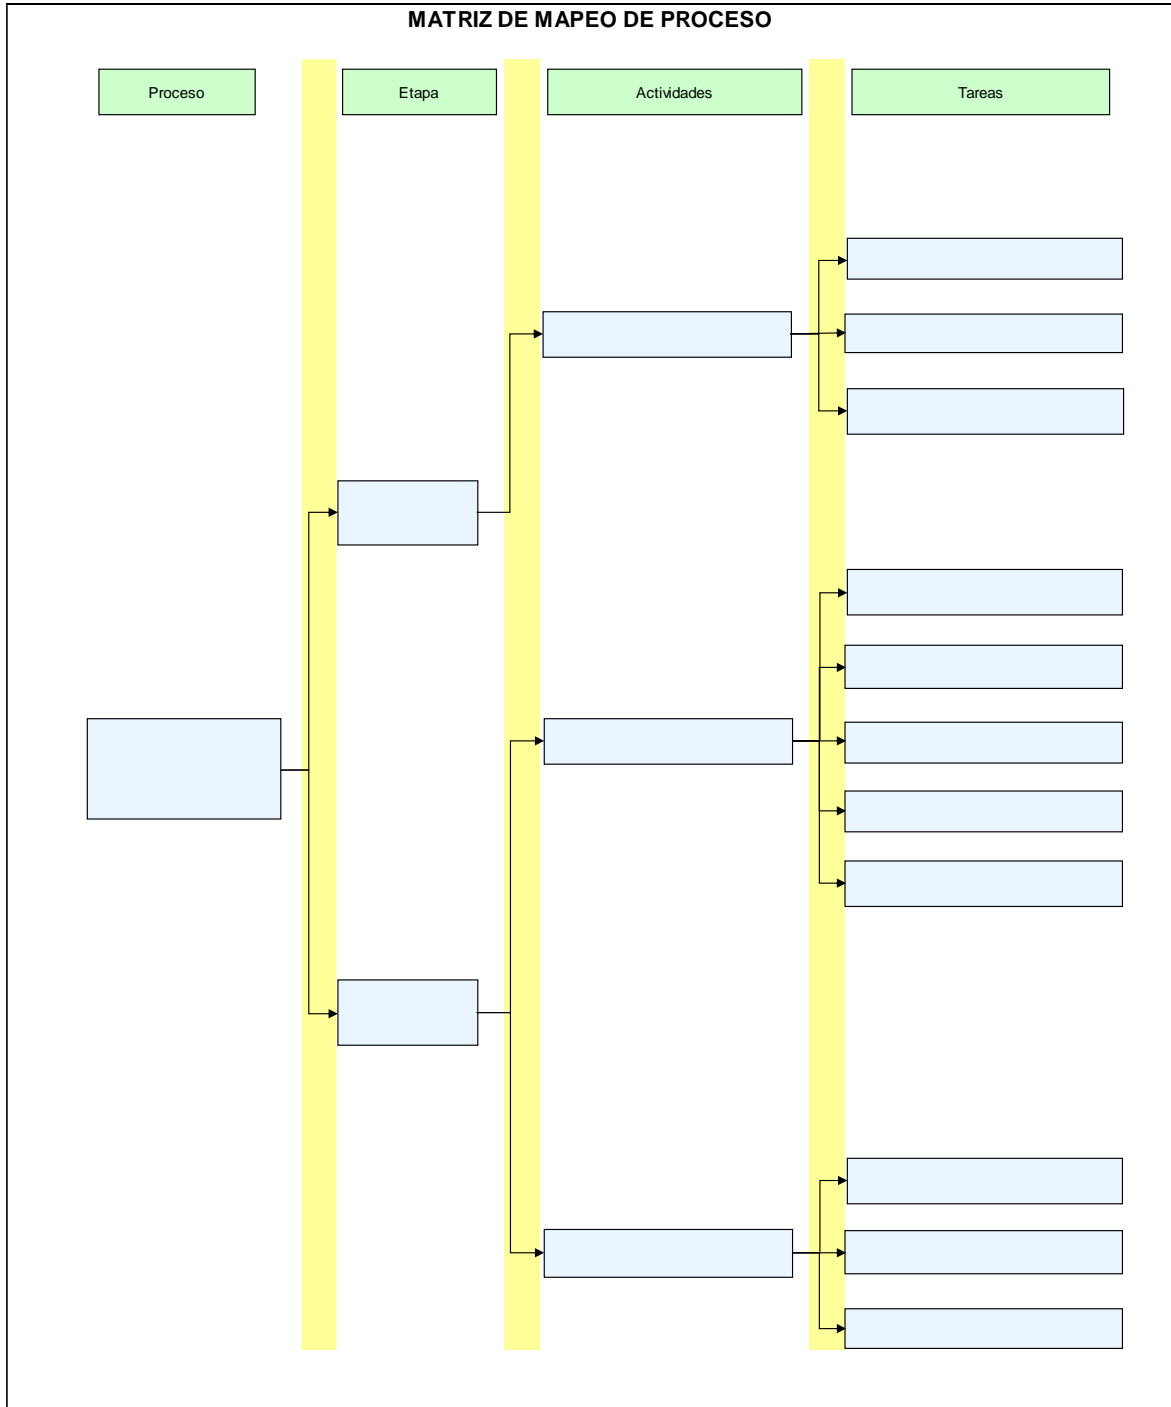 MATRIZ DE MAPEO DE PROCESO
Proceso
Etapa
Actividades
Tareas